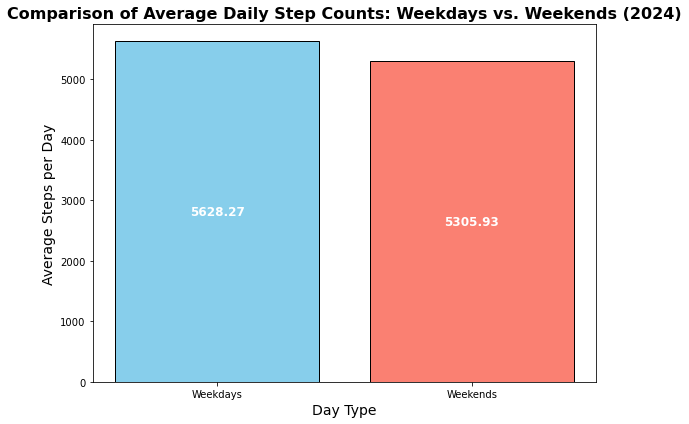 Comparison of Average Daily Step Counts: Weekdays vs. Weekends (2024)
Average Steps per Day
5000
4000
3000
2000
1000
0
5628.27
5305.93
Weekdays
Weekends
Day Type